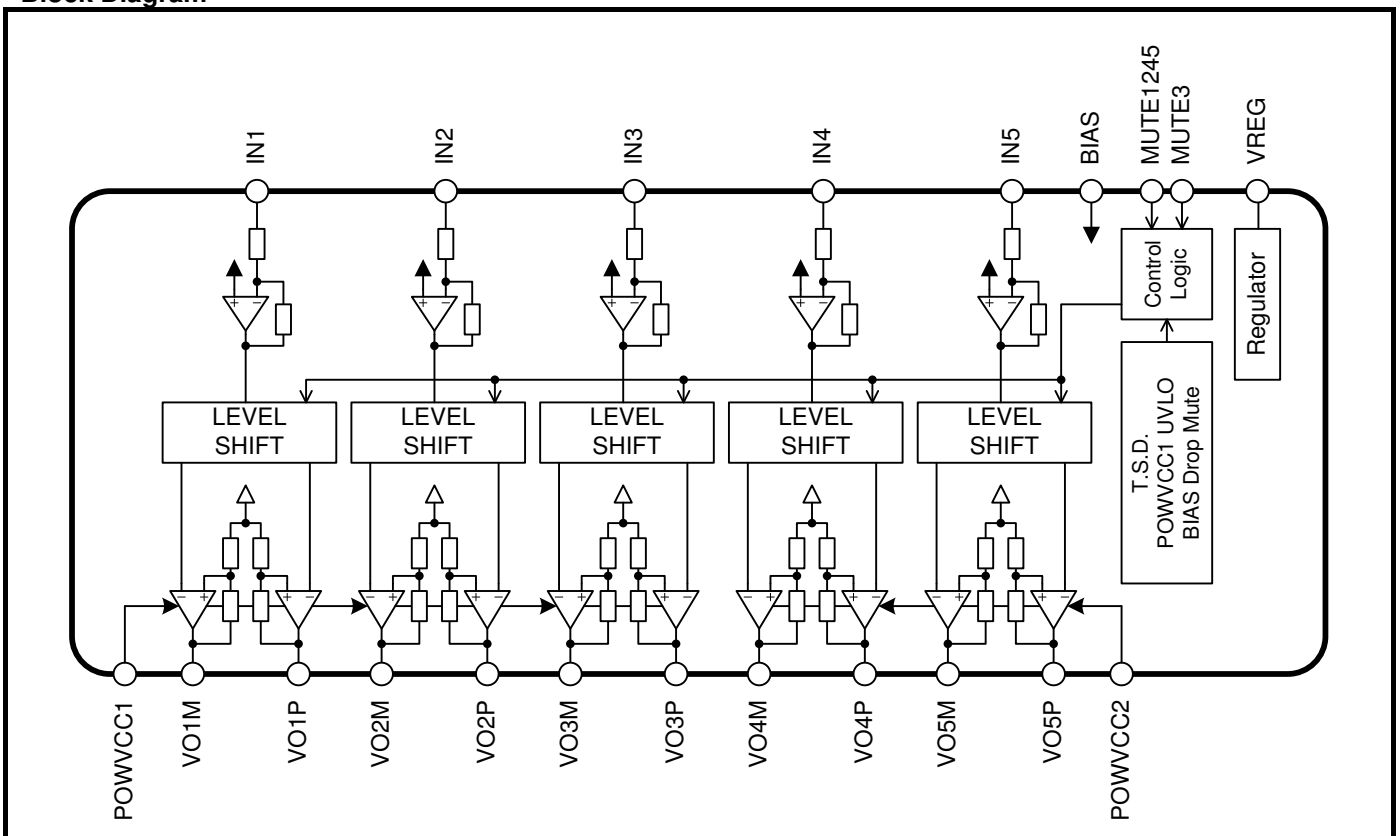 Block Diagram
IN1
IN2
IN3
IN4
IN5
BIAS
MUTE1245
MUTE3
VREG
+ −
+ −
+ −
+ −
+ −
Control
Logic
Regulator
LEVEL
SHIFT
LEVEL
SHIFT
LEVEL
SHIFT
LEVEL
SHIFT
LEVEL
SHIFT
T.S.D.
POWVCC1 UVLO
BIAS Drop Mute
− +
+ −
− +
+ −
− +
+ −
− +
+ −
− +
+ −
POWVCC1
VO1M
VO1P
VO2M
VO2P
VO3M
VO3P
VO4M
VO4P
VO5M
VO5P
POWVCC2